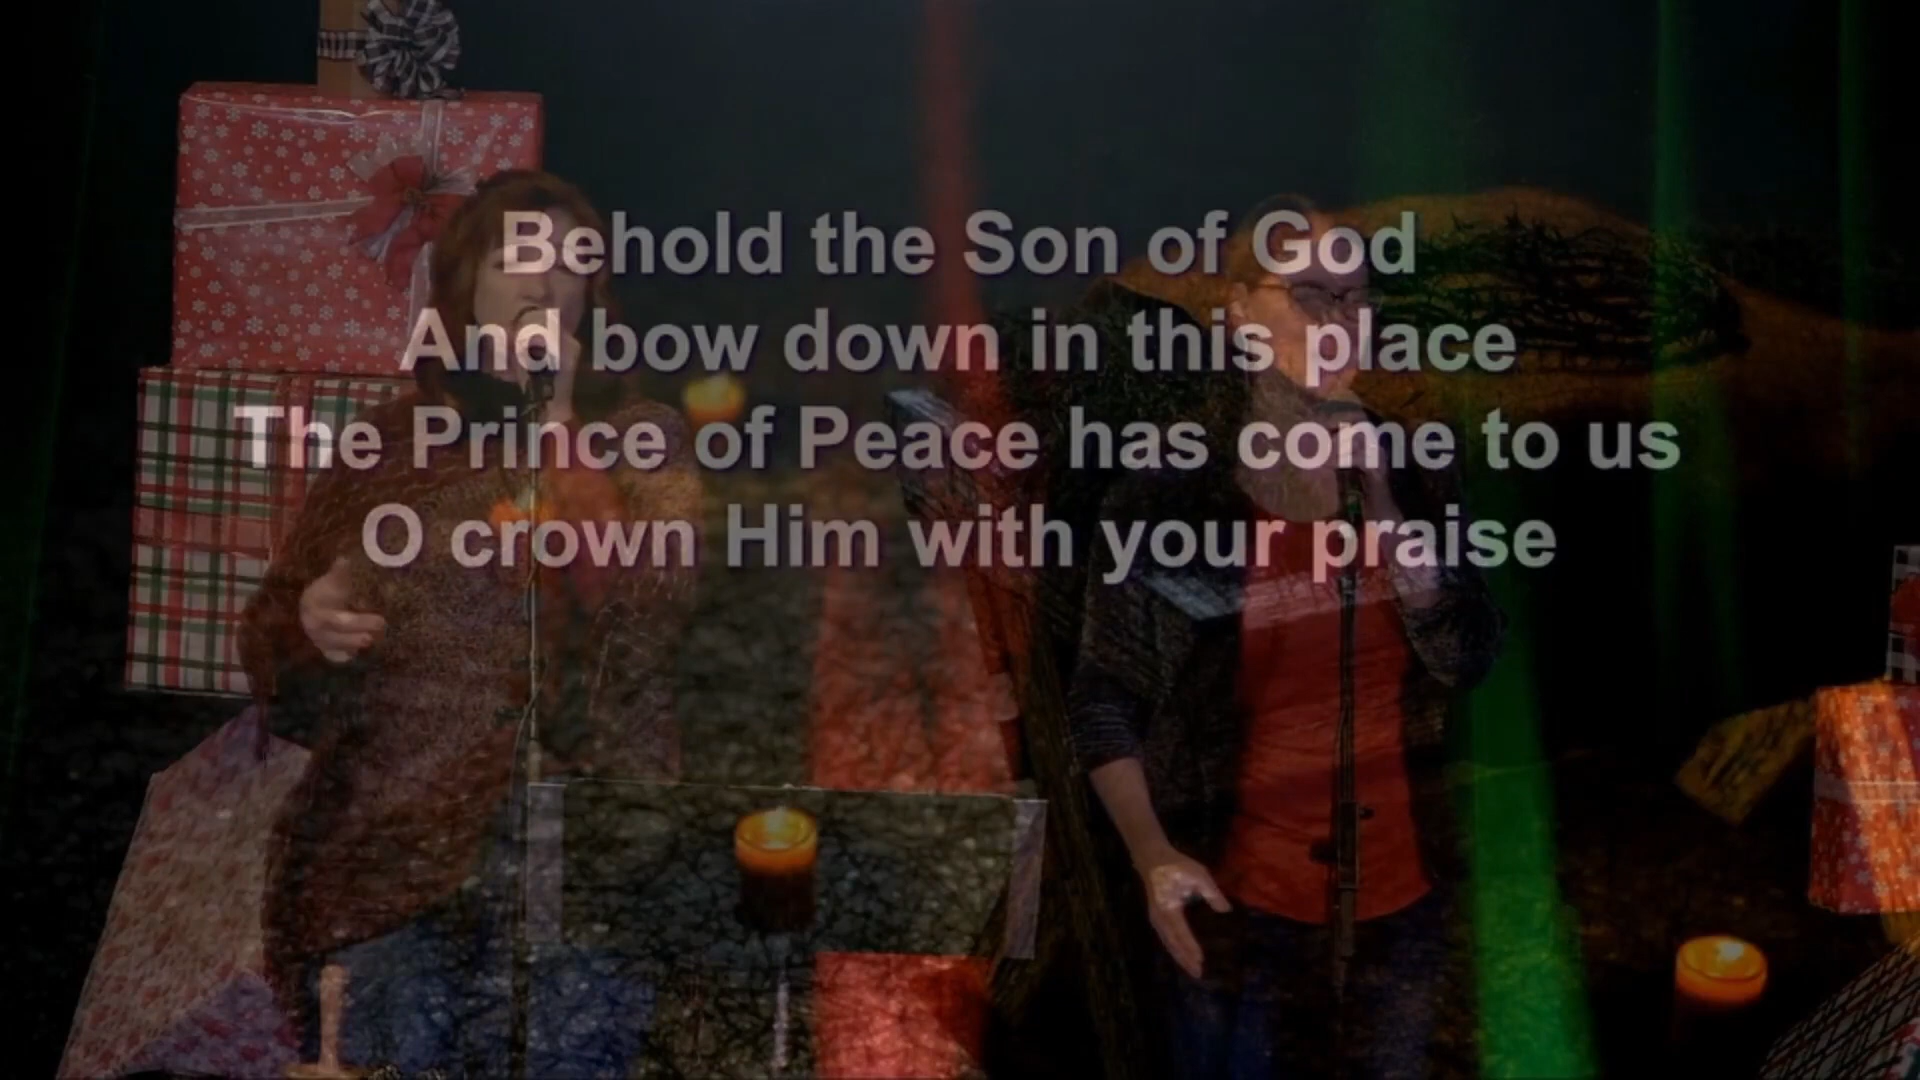 Behold the Son of God
And bow down in this place
The Prince of Peace has come to us
O crown Him with your praise